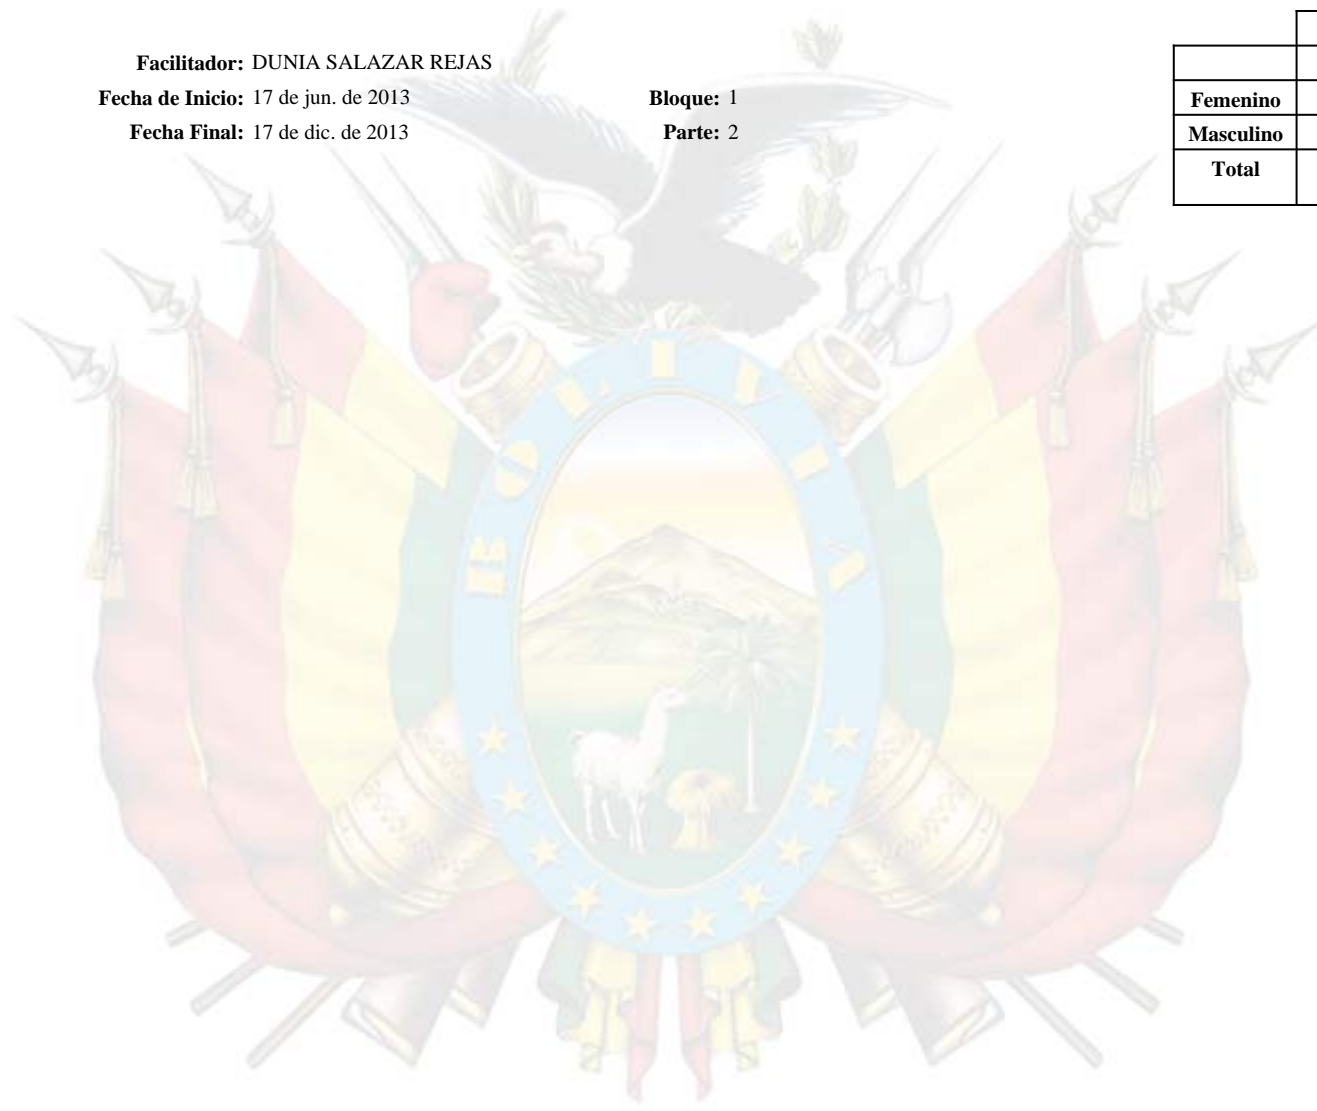 Facilitador: DUNIA SALAZAR REJAS
Fecha de Inicio: 17 de jun. de 2013 Bloque: 1
Fecha Final: 17 de dic. de 2013 Parte: 2
Femenino
Masculino
Total
BOLIVIA